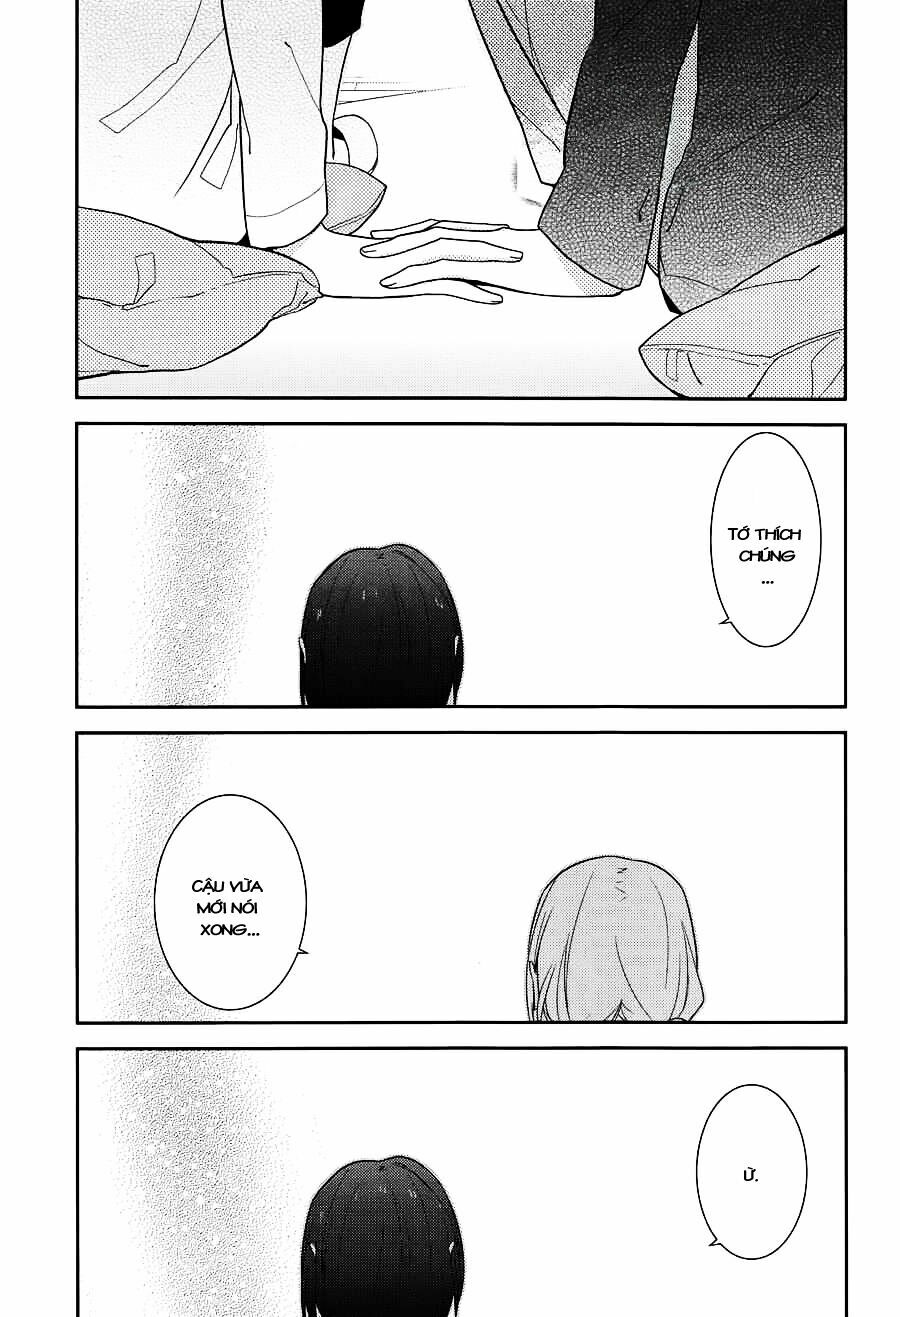 TỚ THÍCH
CHÚNG
...
CẬU VỪA
MỚI NÓI
XONG...
Ừ.